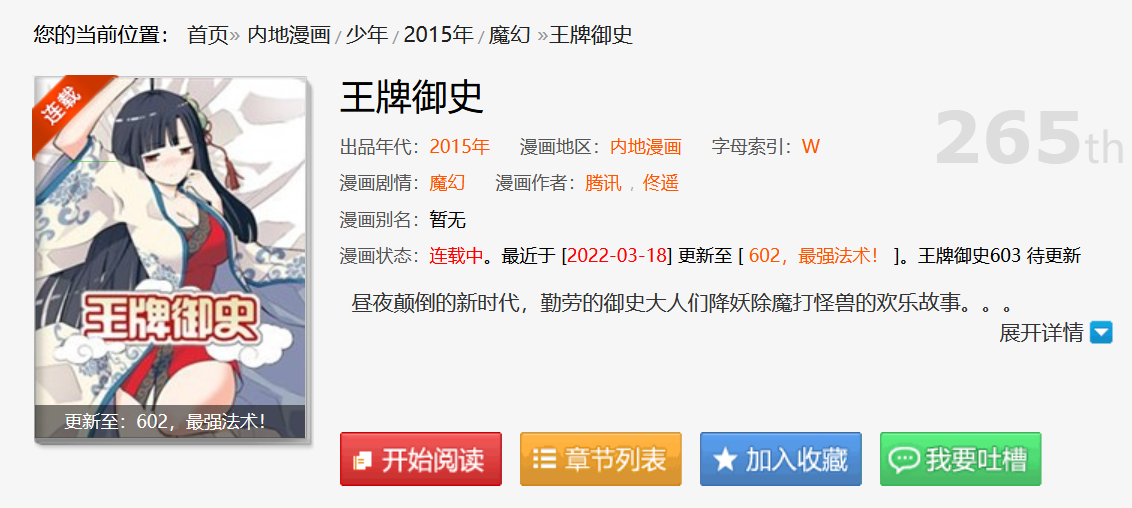 您的当前位置： 首页» 内地漫画 / 少年 / 2015年 / 魔幻 »王牌御史
连载
王牌御史
更新至：602，最强法术！
王牌御史
265th
出品年代：2015年 漫画地区：内地漫画 字母索引：W
漫画剧情：魔幻 漫画作者：腾讯，佟遥
漫画别名：暂无
漫画状态：连载中。最近于 [2022-03-18] 更新至 [ 602，最强法术！ ]。王牌御史603 待更新
昼夜颠倒的新时代，勤劳的御史大人们降妖除魔打怪兽的欢乐故事。。。
展开详情
开始阅读 章节列表 加入收藏 我要吐槽